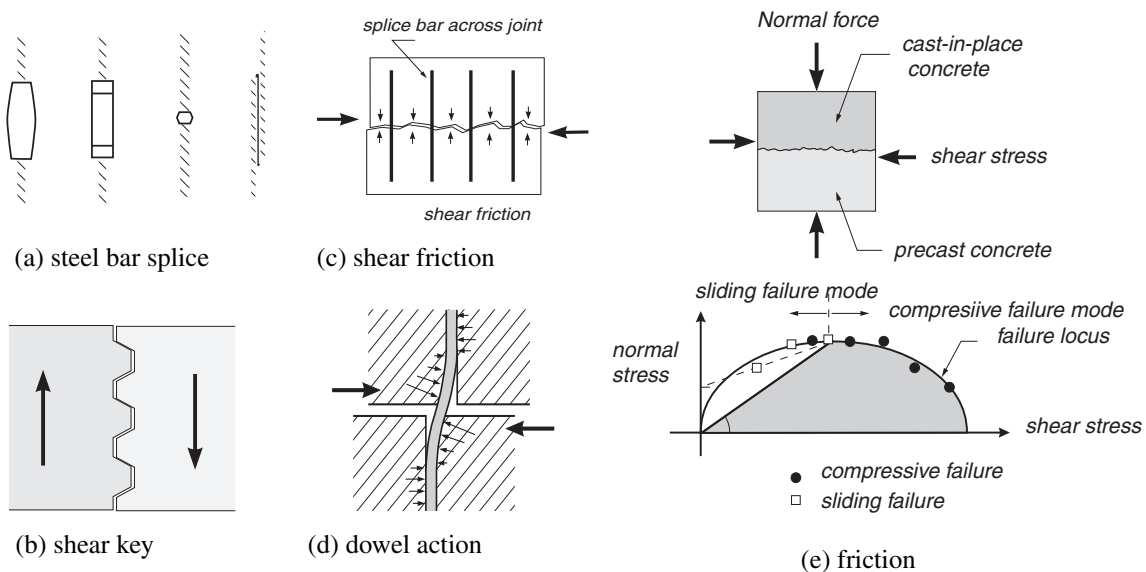 splice bar across joint
shear friction
(a) steel bar splice
(c) shear friction
(b) shear key
(d) dowel action
Normal force
cast-in-place
concrete
shear stress
precast concrete
sliding failure mode
compresiive failure mode
failure locus
normal
stress
shear stress
compressive failure
sliding failure
(e) friction